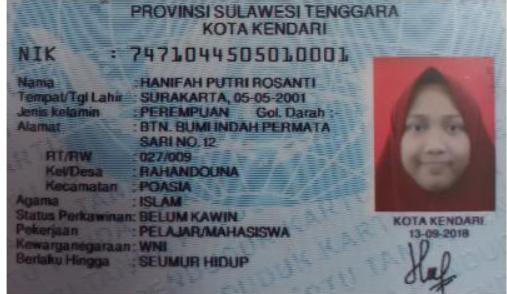 PROVINSI SULAWESI TENGGARA
KOTA KENDARI
NIK : 7471044505010001
Nama : HANIFAH PUTRI ROSANTI
Tempat/Tgl Lahir : SURAKARTA, 05-05-2001
Jenis kelamin : PEREMPUAN Gol. Darah :-
Alamat : BTN. BUMI INDAH PERMATA
SARI NO. 12
RT/RW : 027/009
Kel/Desa : RAHANDOUNA
Kecamatan : POASIA
Agama : ISLAM
Status Perkawinan: BELUM KAWIN
Pekerjaan : PELAJAR/MAHASISWA
Kewarganegaraan: WNI
Berlaku Hingga : SEUMUR HIDUP
KOTA KENDARI
13-09-2018